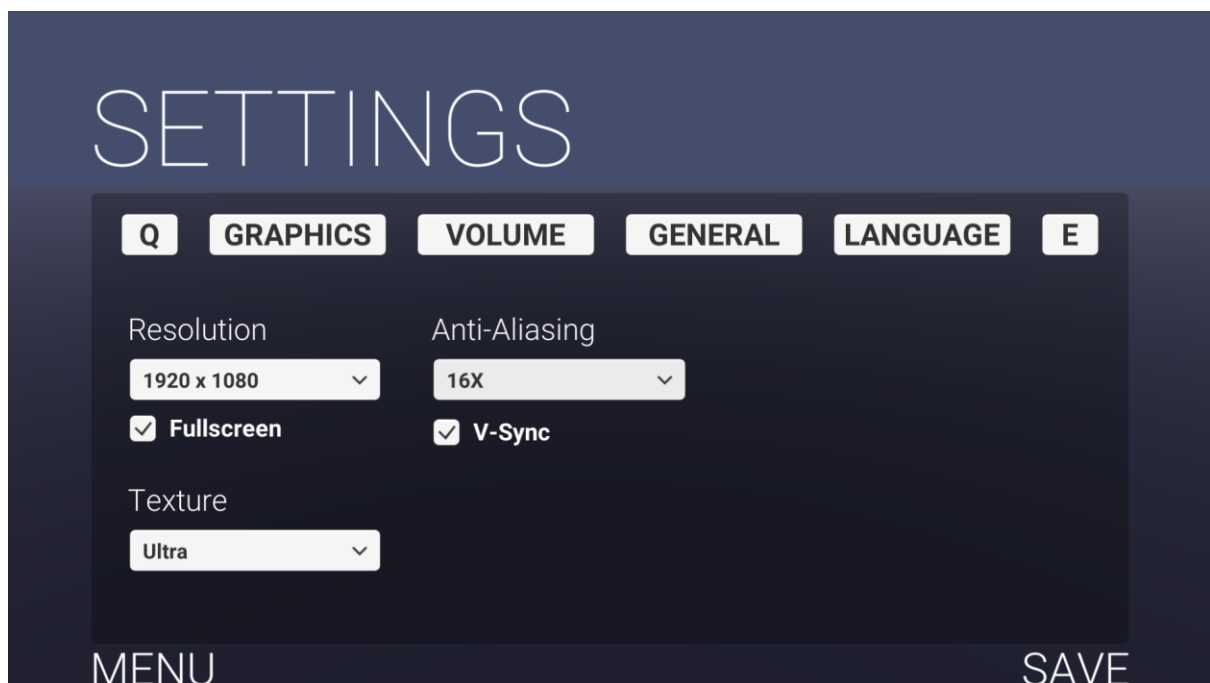 SETTINGS
Q GRAPHICS VOLUME GENERAL LANGUAGE E
Resolution Anti-Aliasing
1920 x 1080 16X
Fullscreen V-Sync
Texture
Ultra
MENU SAVE